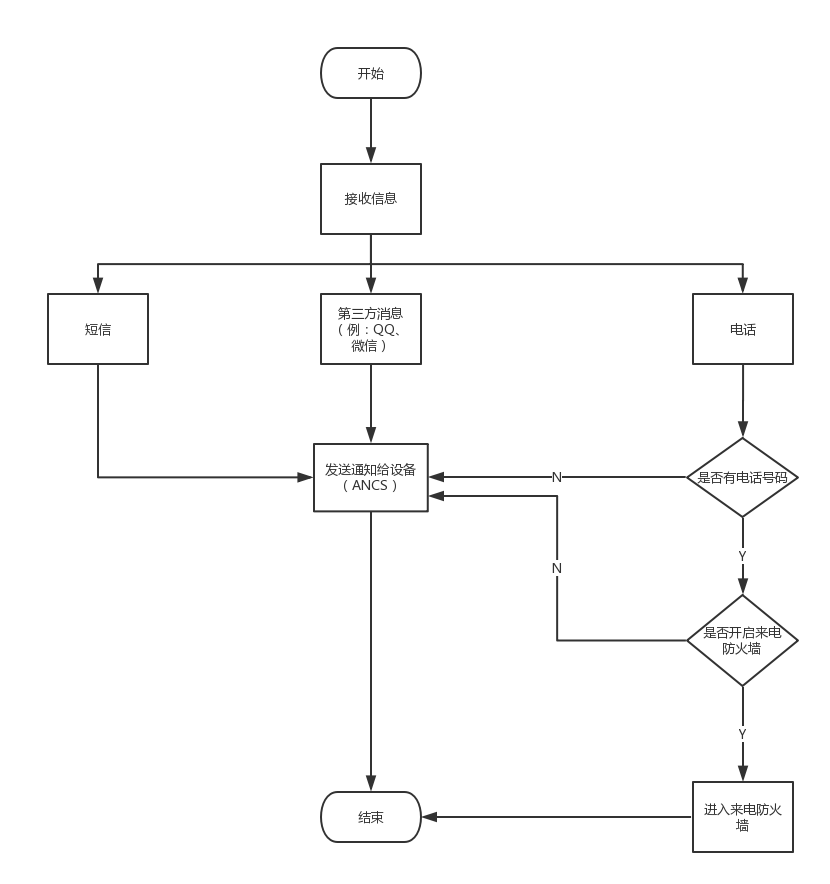 开始
接收信息
短信
第三方消息
（例：QQ、
微信）
电话
发送通知给设备
（ANCS）
N
是否有电话号码
Y
N
是否开启来电
防火墙
Y
进入来电防火
墙
结束